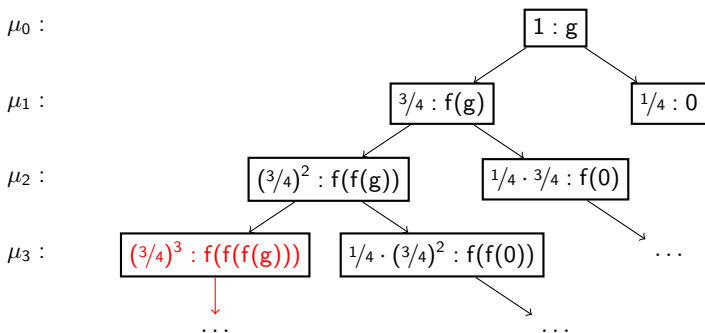 μ₀ : 1 : g
μ₁ : ³/₄ : f(g) ¹/₄ : 0
μ₂ : (³/₄)² : f(f(g)) ¹/₄ · ³/₄ : f(0)
μ₃ : (³/₄)³ : f(f(f(g))) ¹/₄ · (³/₄)² : f(f(0)) ...
... ...